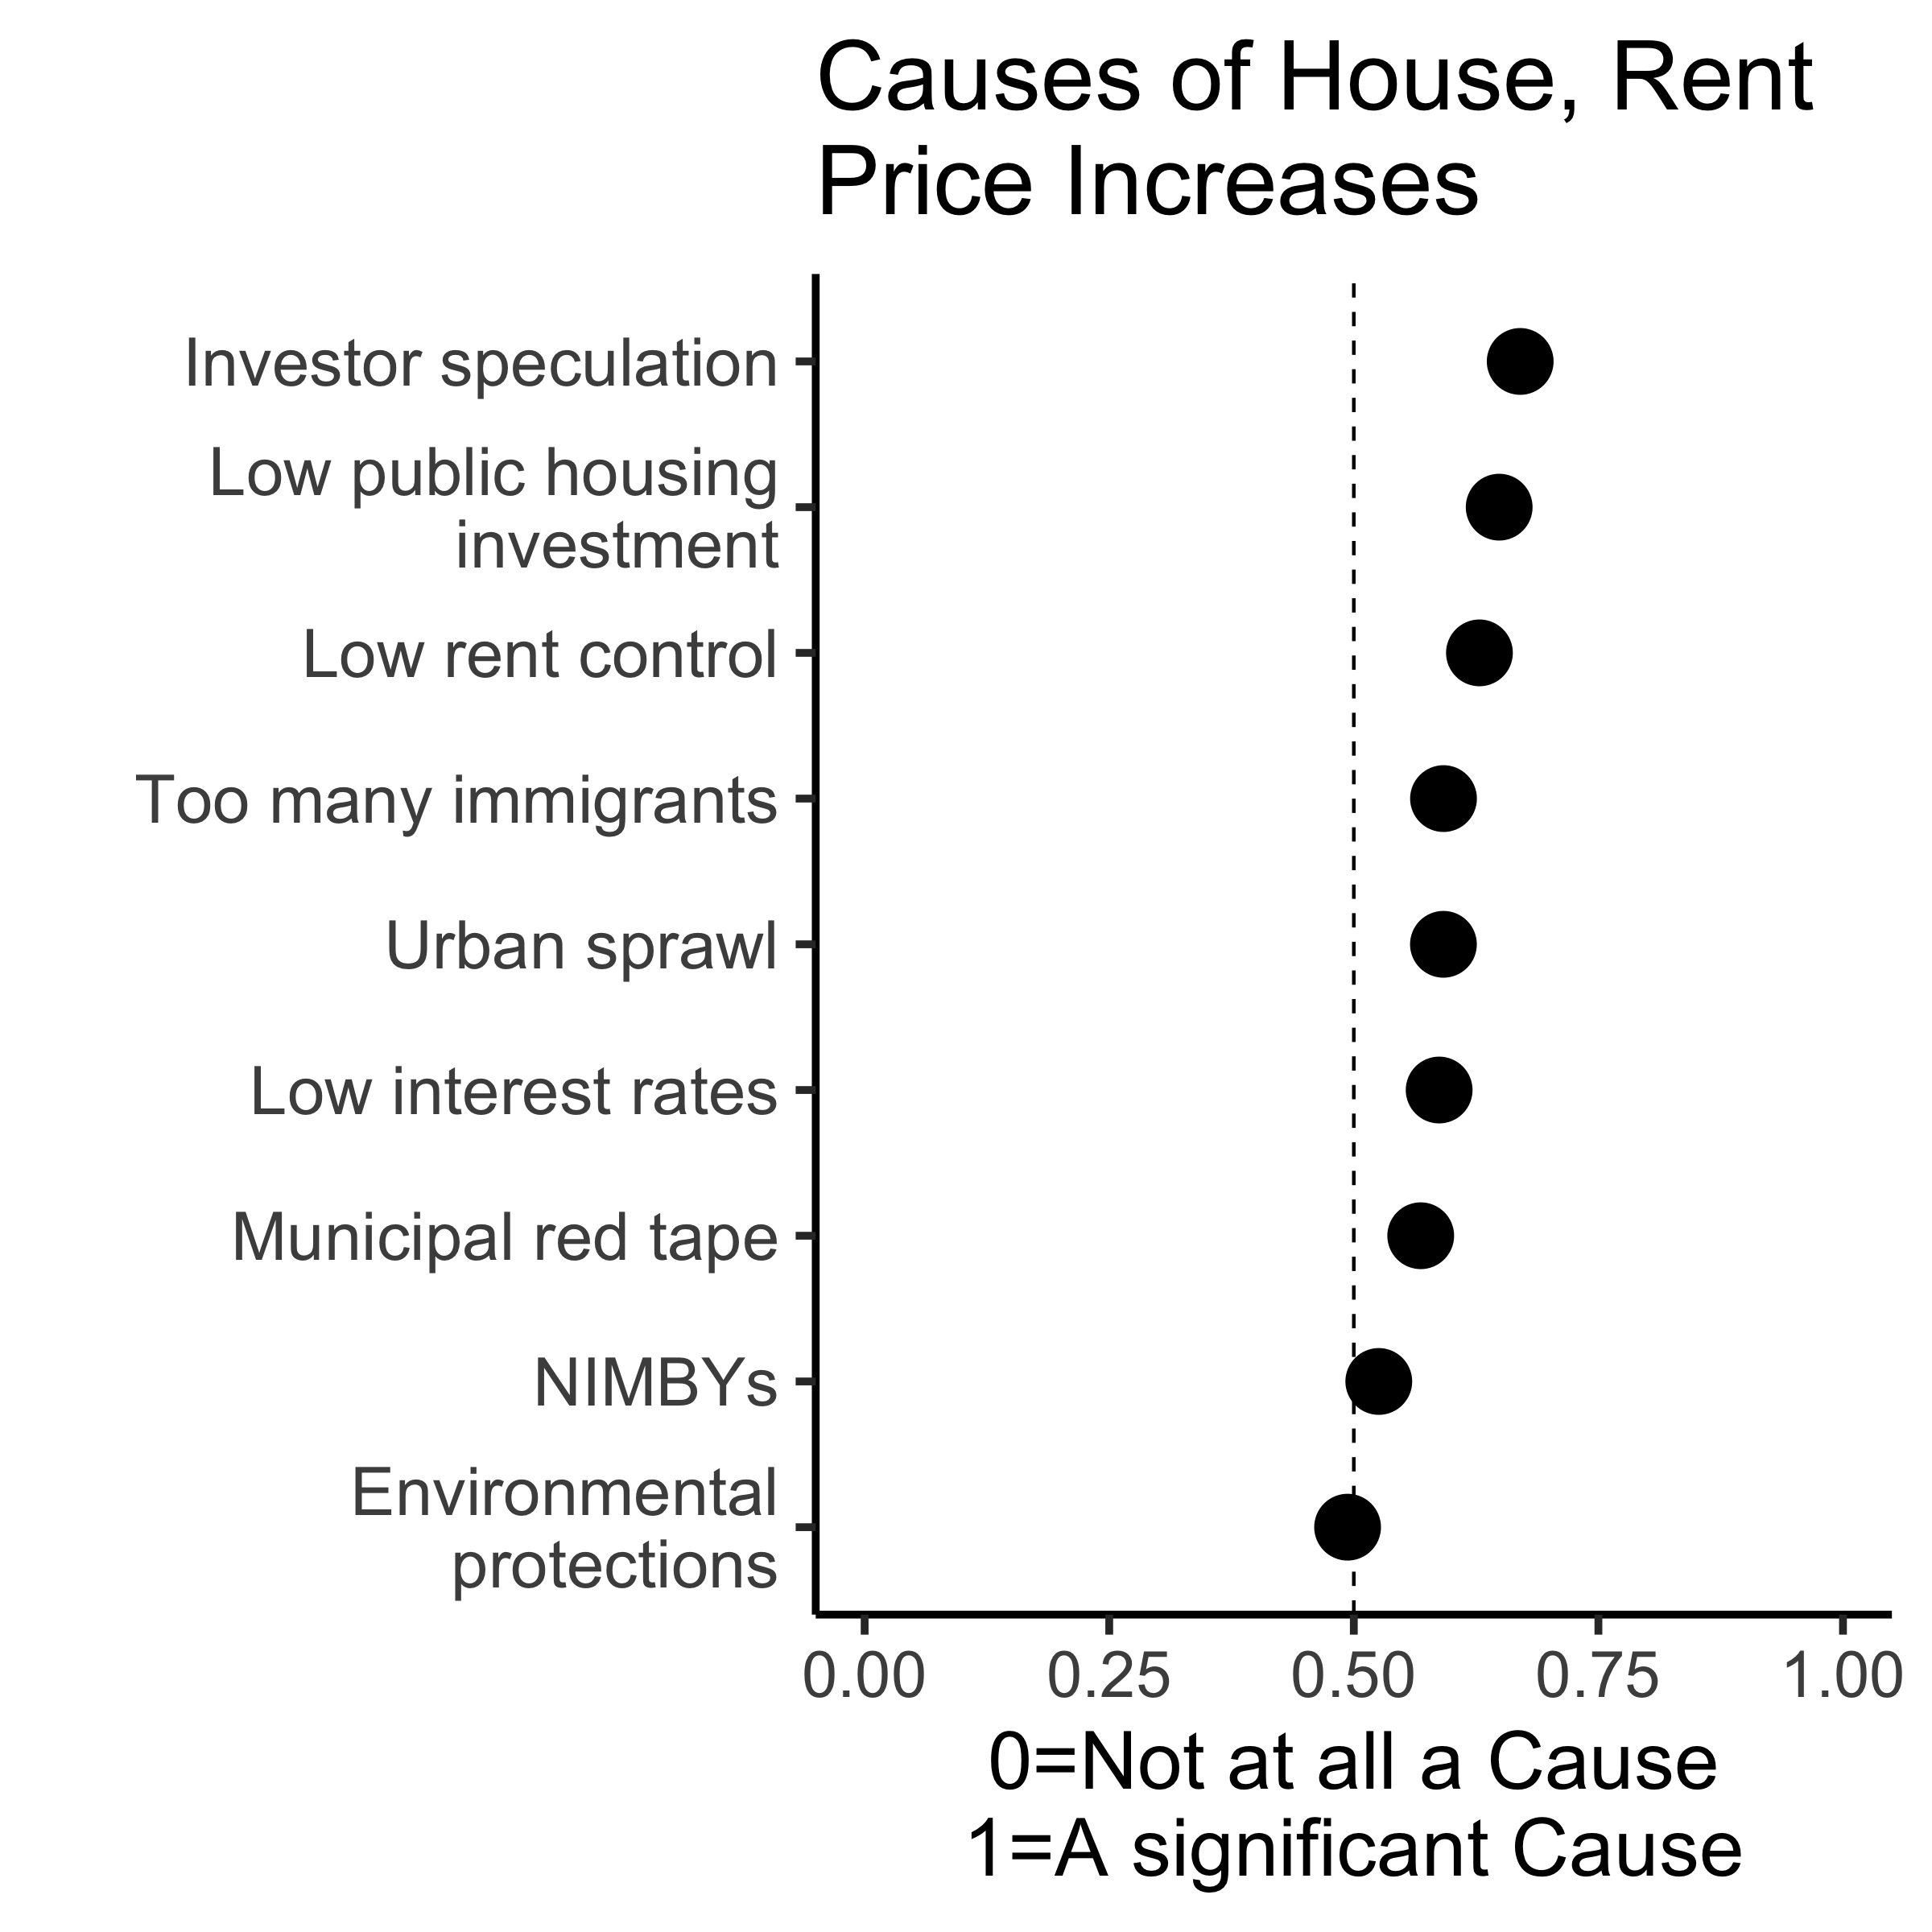 Causes of House, Rent
Price Increases
Investor speculation
Low public housing
investment
Low rent control
Too many immigrants
Urban sprawl
Low interest rates
Municipal red tape
NIMBYs
Environmental
protections
0.00 0.25 0.50 0.75 1.00
0=Not at all a Cause
1=A significant Cause